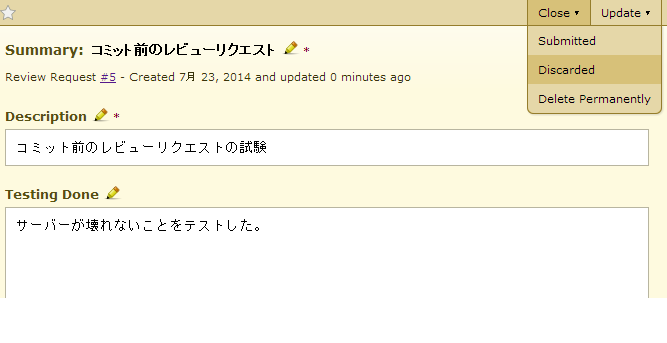 Close ▾ Update ▾
Submitted
Discarded
Delete Permanently
Summary: コミット前のレビューリクエスト *
Review Request #5 - Created 7月 23, 2014 and updated 0 minutes ago
Description *
コミット前のレビューリクエストの試験
Testing Done
サーバーが壊れないことをテストした。